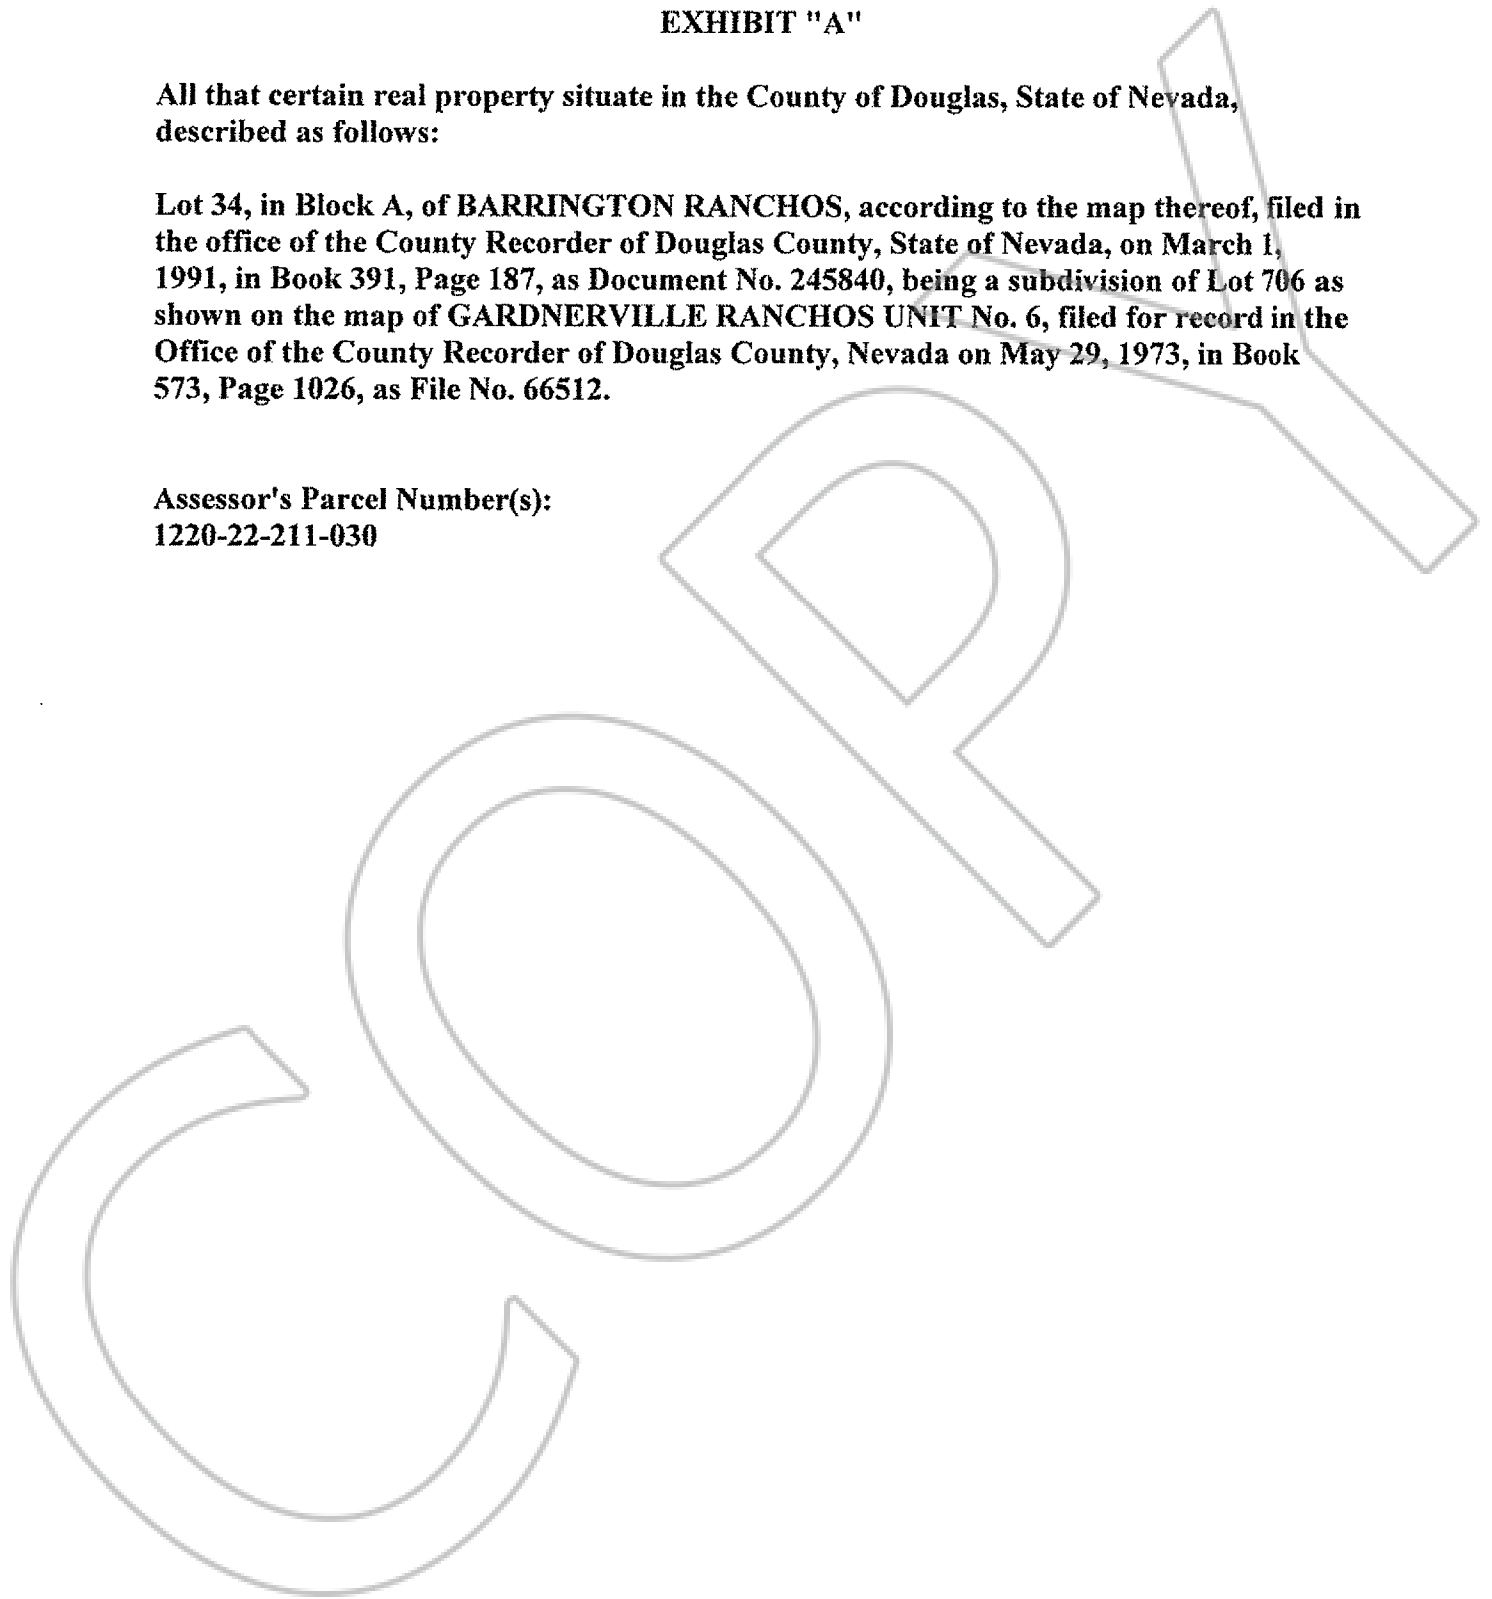 EXHIBIT "A"
All that certain real property situate in the County of Douglas, State of Nevada,
described as follows:
Lot 34, in Block A, of BARRINGTON RANCHOS, according to the map thereof, filed in
the office of the County Recorder of Douglas County, State of Nevada, on March 1,
1991, in Book 391, Page 187, as Document No. 245840, being a subdivision of Lot 706 as
shown on the map of GARDNERVILLE RANCHOS UNIT No. 6, filed for record in the
Office of the County Recorder of Douglas County, Nevada on May 29, 1973, in Book
573, Page 1026, as File No. 66512.
Assessor's Parcel Number(s):
1220-22-211-030
COPY